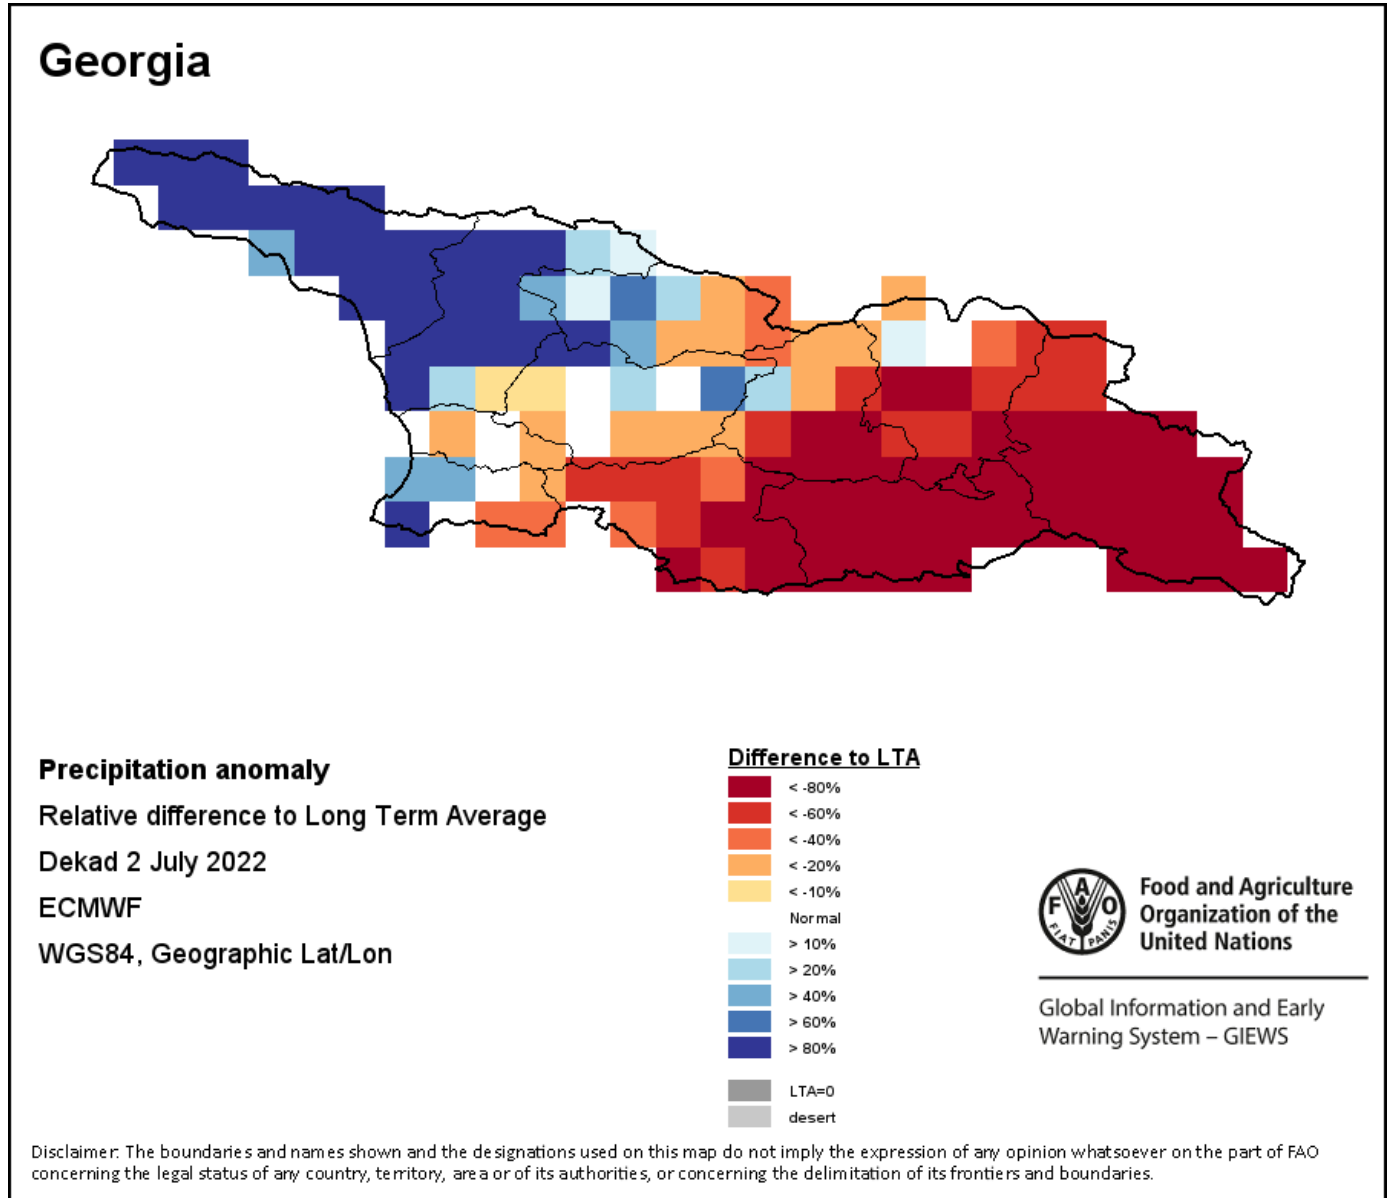 Georgia
Precipitation anomaly
Relative difference to Long Term Average
Dekad 2 July 2022
ECMWF
WGS84, Geographic Lat/Lon
Difference to LTA
< -80%
< -60%
< -40%
< -20%
< -10%
Normal
> 10%
> 20%
> 40%
> 60%
> 80%
LTA=0
desert
F A O
FIAT PANIS
Food and Agriculture
Organization of the
United Nations
Global Information and Early
Warning System – GIEWS
Disclaimer: The boundaries and names shown and the designations used on this map do not imply the expression of any opinion whatsoever on the part of FAO
concerning the legal status of any country, territory, area or of its authorities, or concerning the delimitation of its frontiers and boundaries.